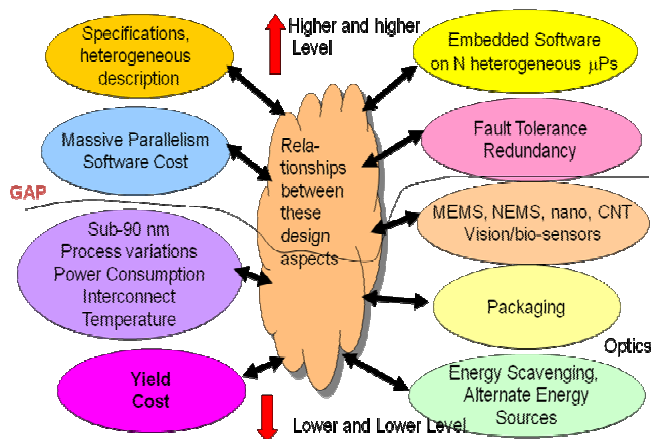 Higher and higher
Level
Specifications,
heterogeneous
description
Embedded Software
on N heterogeneous µPs
Massive Parallelism
Software Cost
Fault Tolerance
Redundancy
Rela-
tionships
between
these
design
aspects
GAP
Sub-90 nm
Process variations
Power Consumption
Interconnect
Temperature
MEMS, NEMS, nano, CNT
Vision/bio-sensors
Packaging
Optics
Yield
Cost
Energy Scavenging,
Alternate Energy
Sources
Lower and Lower Level